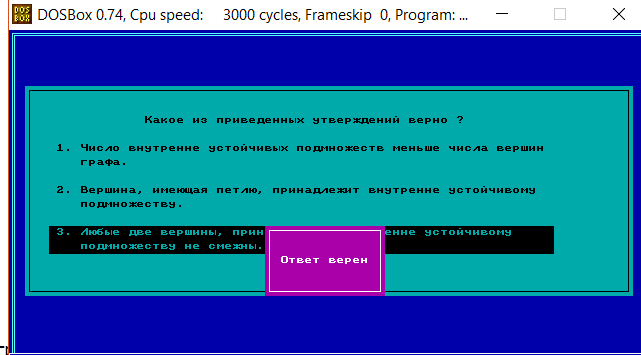 DOS BOX
DOSBox 0.74, Cpu speed: 3000 cycles, Frameskip 0, Program: ...
Какое из приведенных утверждений верно ?
1. Число внутренне устойчивых подмножеств меньше числа вершин
графа.
2. Вершина, имеющая петлю, принадлежит внутренне устойчивому
подмножеству.
3. Любые две вершины, устойчивому
подмножеству не смежны.
Ответ верен